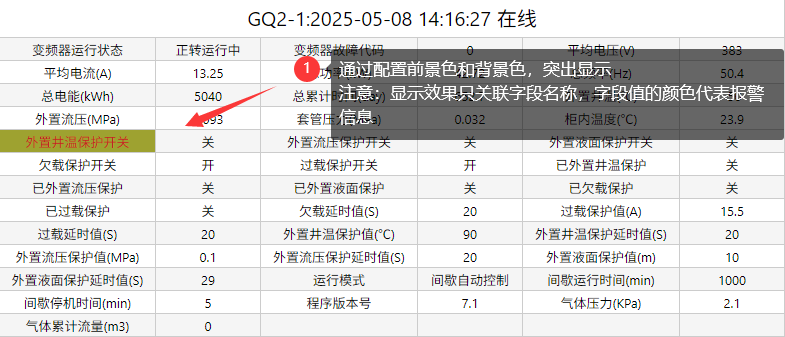 GQ2-1:2025-05-08 14:16:27 在线
变频器运行状态 正转运行中 变频器故障代码 0 平均电压(V) 383
平均电流(A) 13.25 50.4
总电能(kWh) 5040
外置流压(MPa) 0.032 柜内温度(°C) 23.9
1
通过配置前景色和背景色，突出显示
注意：显示效果只关联字段名称，字段值的颜色代表报警
信息
外置井温保护开关 关 外置流压保护开关 关 外置液面保护开关 关
欠载保护开关 开 过载保护开关 开 已外置井温保护 关
已外置流压保护 关 已外置液面保护 关 已欠载保护 关
已过载保护 关 欠载延时值(S) 20 过载保护值(A) 15.5
过载延时值(S) 20 外置井温保护值(°C) 90 外置井温保护延时值(S) 20
外置流压保护值(MPa) 0.1 外置流压保护延时值(S) 20 外置液面保护值(m) 10
外置液面保护延时值(S) 29 运行模式 间歇自动控制 间歇运行时间(min) 1000
间歇停机时间(min) 5 程序版本号 7.1 气体压力(KPa) 2.1
气体累计流量(m3) 0